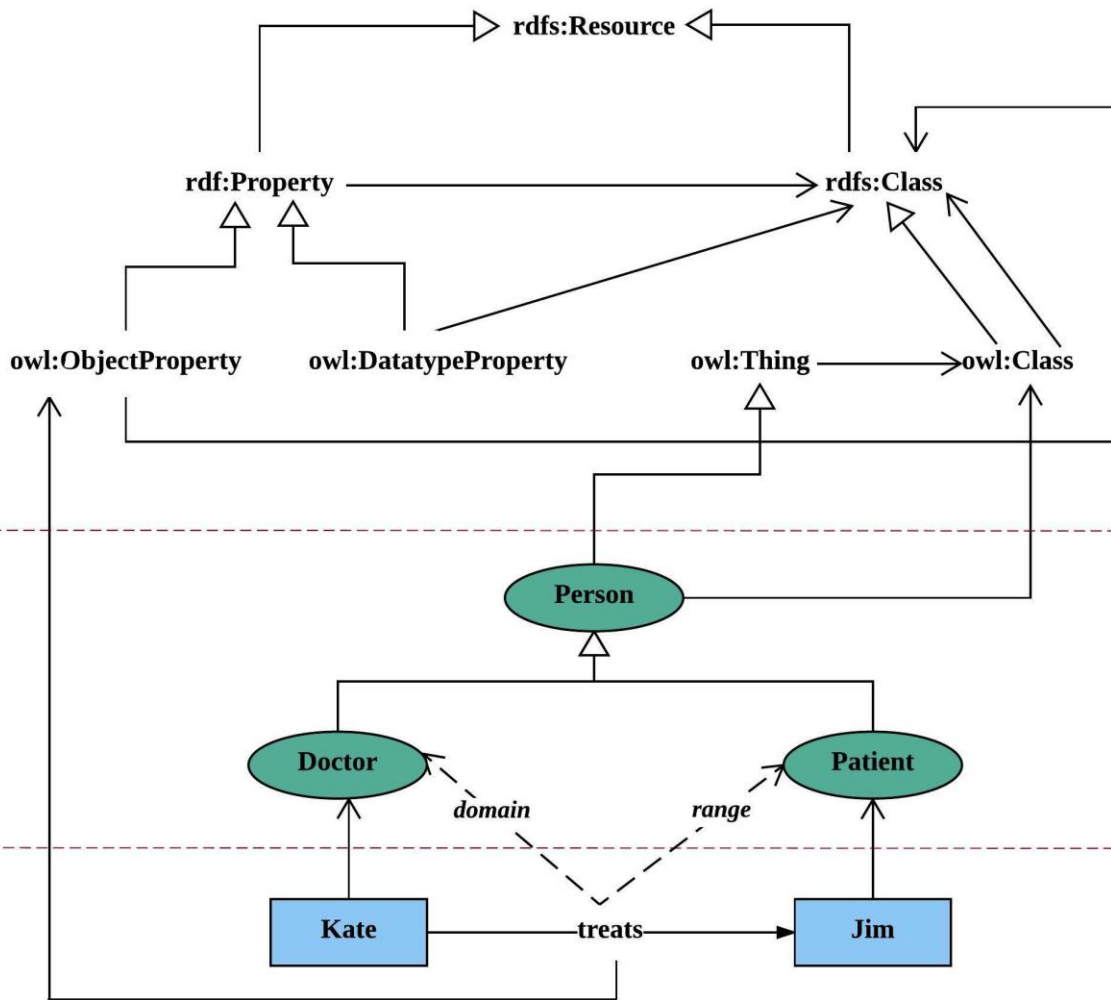 rdfs:Resource
rdf:Property
rdfs:Class
owl:ObjectProperty
owl:DatatypeProperty
owl:Thing
owl:Class
Person
Doctor
Patient
domain
range
Kate
treats
Jim